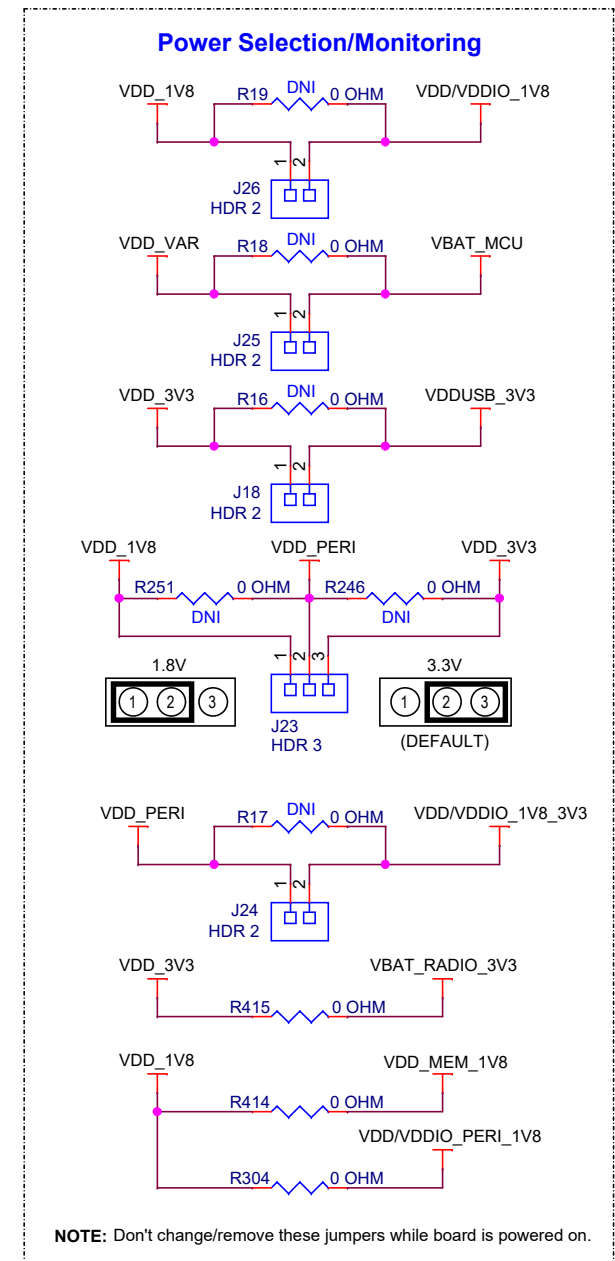 Power Selection/Monitoring
VDD_1V8 R19 DNI 0 OHM VDD/VDDIO_1V8
1 2
J26
HDR 2
VDD_VAR R18 DNI 0 OHM VBAT_MCU
1 2
J25
HDR 2
VDD_3V3 R16 DNI 0 OHM VDDUSB_3V3
1 2
J18
HDR 2
VDD_1V8 VDD_PERI VDD_3V3
R251 0 OHM R246 0 OHM
DNI DNI
1 2 3
1.8V 3.3V
1 2 3 1 2 3
J23
HDR 3
(DEFAULT)
VDD_PERI R17 DNI 0 OHM VDD/VDDIO_1V8_3V3
1 2
J24
HDR 2
VDD_3V3 VBAT_RADIO_3V3
R415 0 OHM
VDD_1V8 VDD_MEM_1V8
R414 0 OHM
VDD/VDDIO_PERI_1V8
R304 0 OHM
NOTE: Don't change/remove these jumpers while board is powered on.